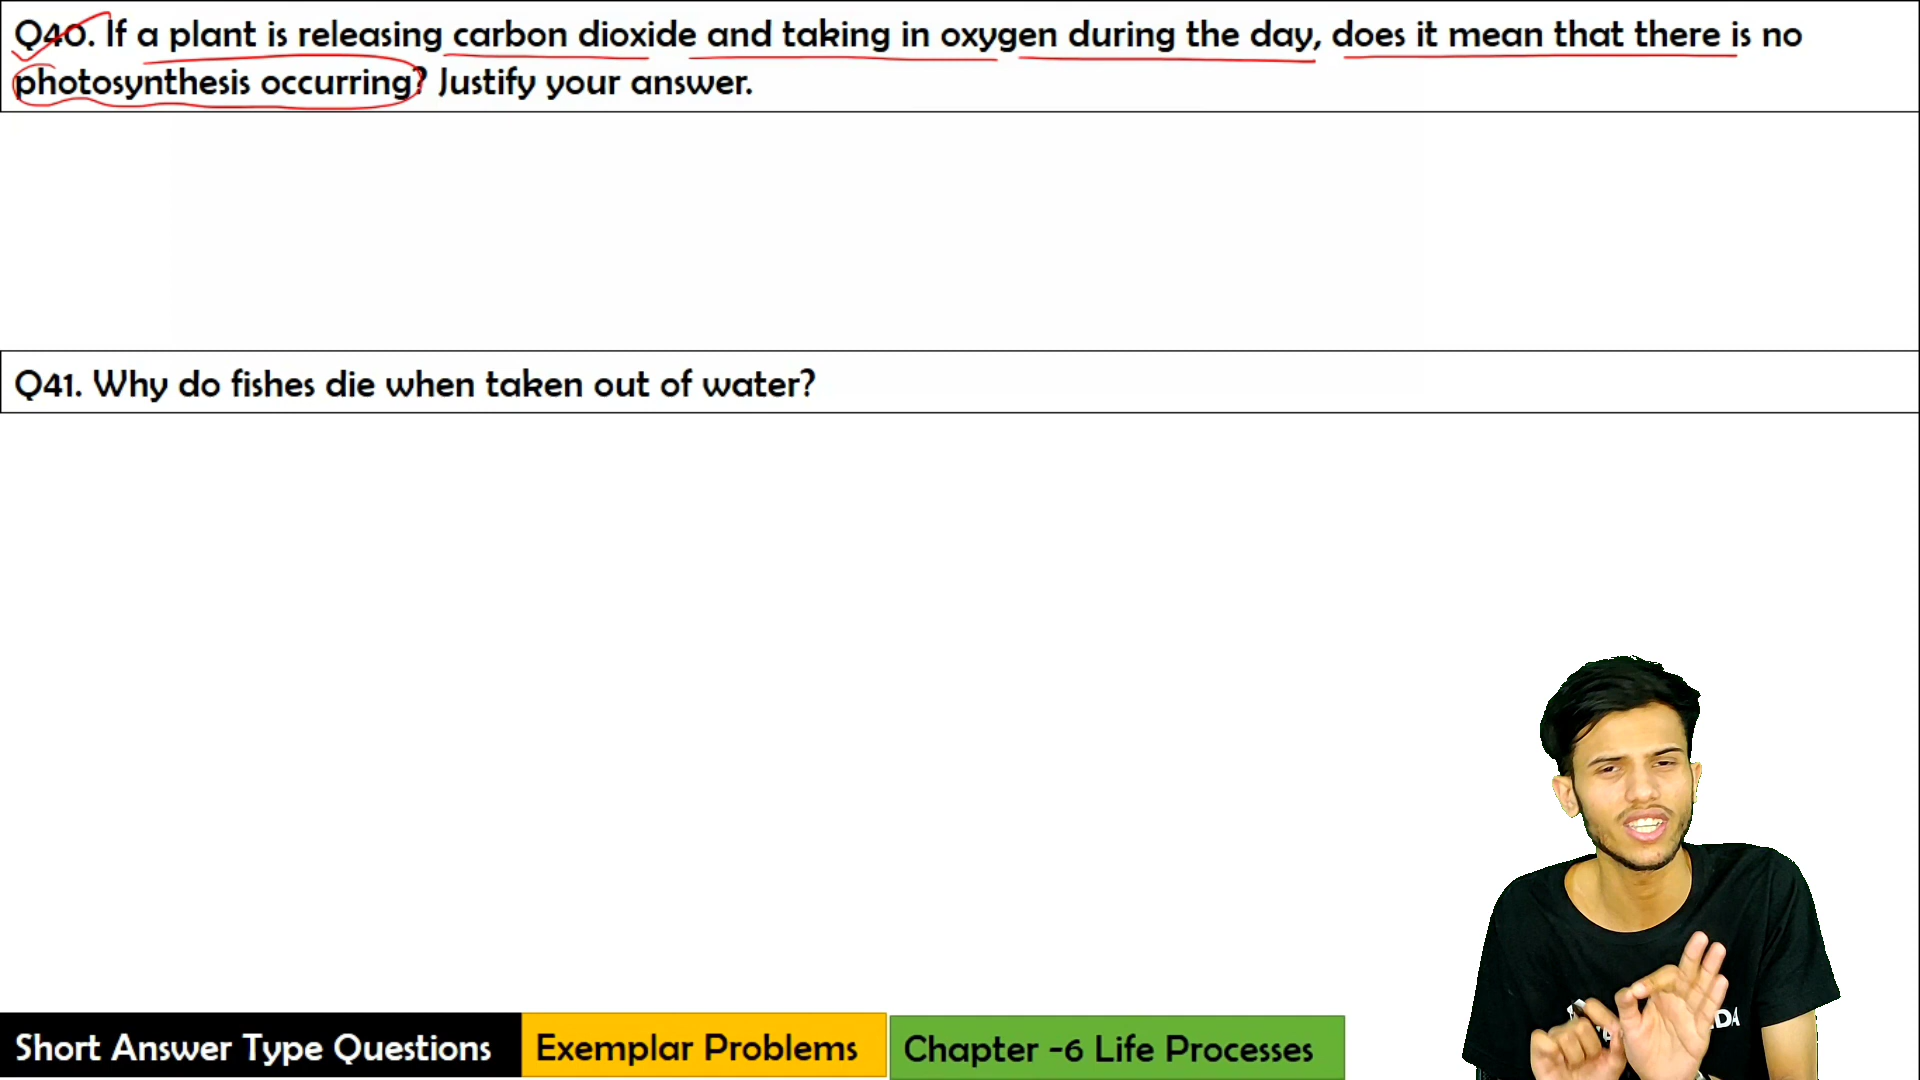 Q40. If a plant is releasing carbon dioxide and taking in oxygen during the day, does it mean that there is no
photosynthesis occurring? Justify your answer.
Q41. Why do fishes die when taken out of water?
Short Answer Type Questions
Exemplar Problems
Chapter -6 Life Processes